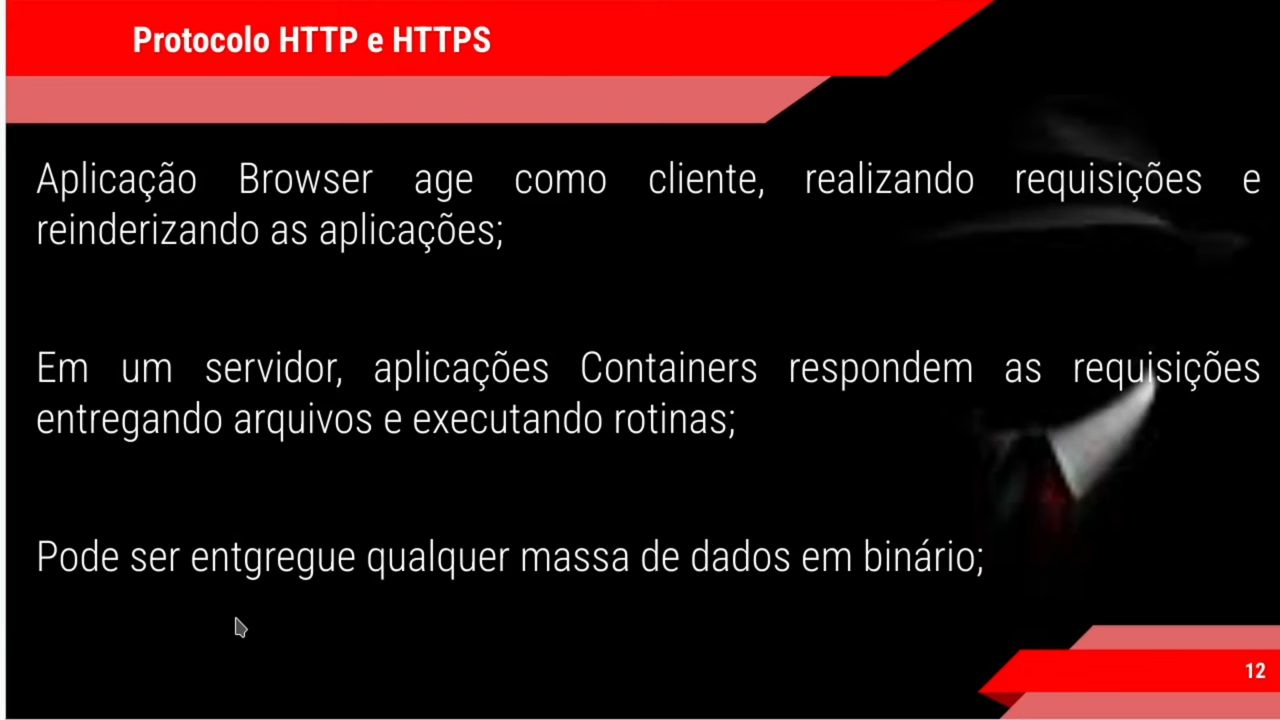 Protocolo HTTP e HTTPS
Aplicação Browser age como cliente, realizando requisições e
reinderizando as aplicações;
Em um servidor, aplicações Containers respondem as requisições
entregando arquivos e executando rotinas;
Pode ser entgregue qualquer massa de dados em binário;
12